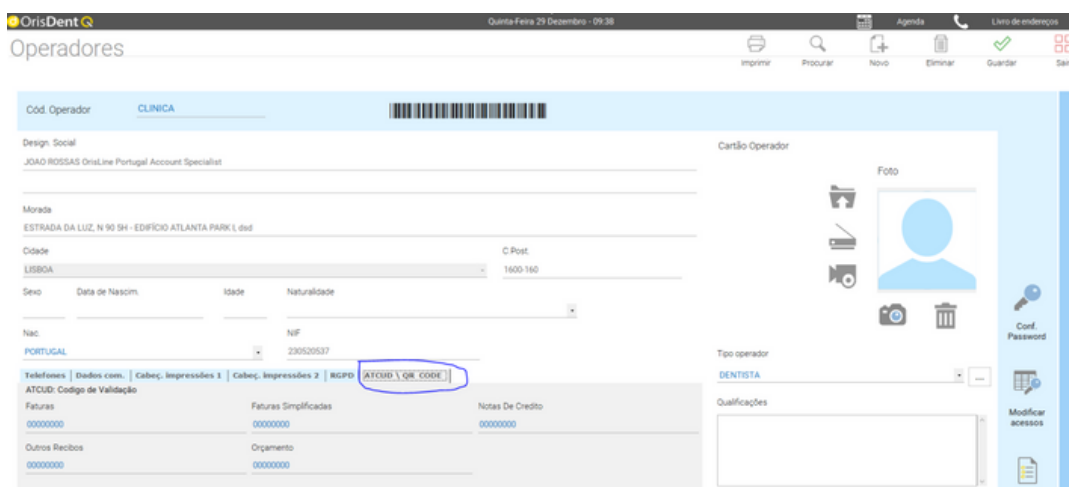 OrisDent Q Quinta-Feira 29 Dezembro - 09:38 Agenda Livro de endereços
Operadores
Imprimir Procurar Novo Eliminar Guardar Sair
Cód. Operador CLINICA
Design. Social
JOAO ROSSAS OrisLine Portugal Account Specialist
Cartão Operador
Foto
Morada
ESTRADA DA LUZ, N 90 5H - EDIFÍCIO ATLANTA PARK I, dsd
Cidade C.Post.
LISBOA 1600-160
Sexo Data de Nascim. Idade Naturalidade
Nac. NIF
PORTUGAL 230520537
Conf. Password
Tipo operador
DENTISTA ...
Telefones Dados com. Cabeç. impressões 1 Cabeç. impressões 2 RGPD ATCUD \ QR CODE
ATCUD: Codigo de Validação
Faturas Faturas Simplificadas Notas De Credito
00000000 00000000 00000000
Outros Recibos Orçamento
00000000 00000000
Qualificações
Modificar acessos